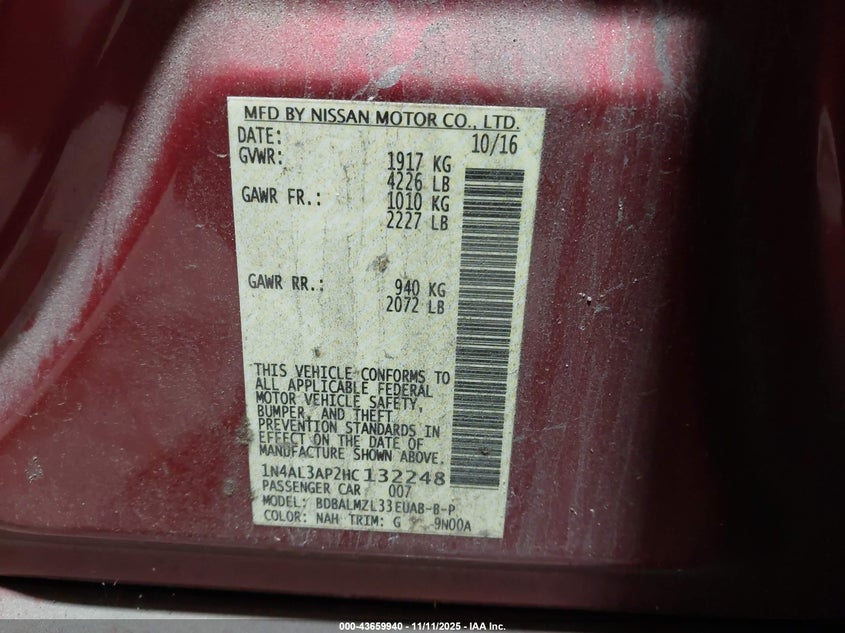 MFD BY NISSAN MOTOR CO., LTD.
DATE: 10/16
GVWR: 1917 KG
4226 LB
GAWR FR.: 1010 KG
2227 LB
GAWR RR.: 940 KG
2072 LB
THIS VEHICLE CONFORMS TO
ALL APPLICABLE FEDERAL
MOTOR VEHICLE SAFETY,
BUMPER, AND THEFT
PREVENTION STANDARDS IN
EFFECT ON THE DATE OF
MANUFACTURE SHOWN ABOVE.
1N4AL3AP2HC132248
PASSENGER CAR 007
MODEL: BDBALMZL33EUAB-B-P
COLOR: NAH TRIM: G 9N00A
000-43659940 - 11/11/2025 - IAA Inc.